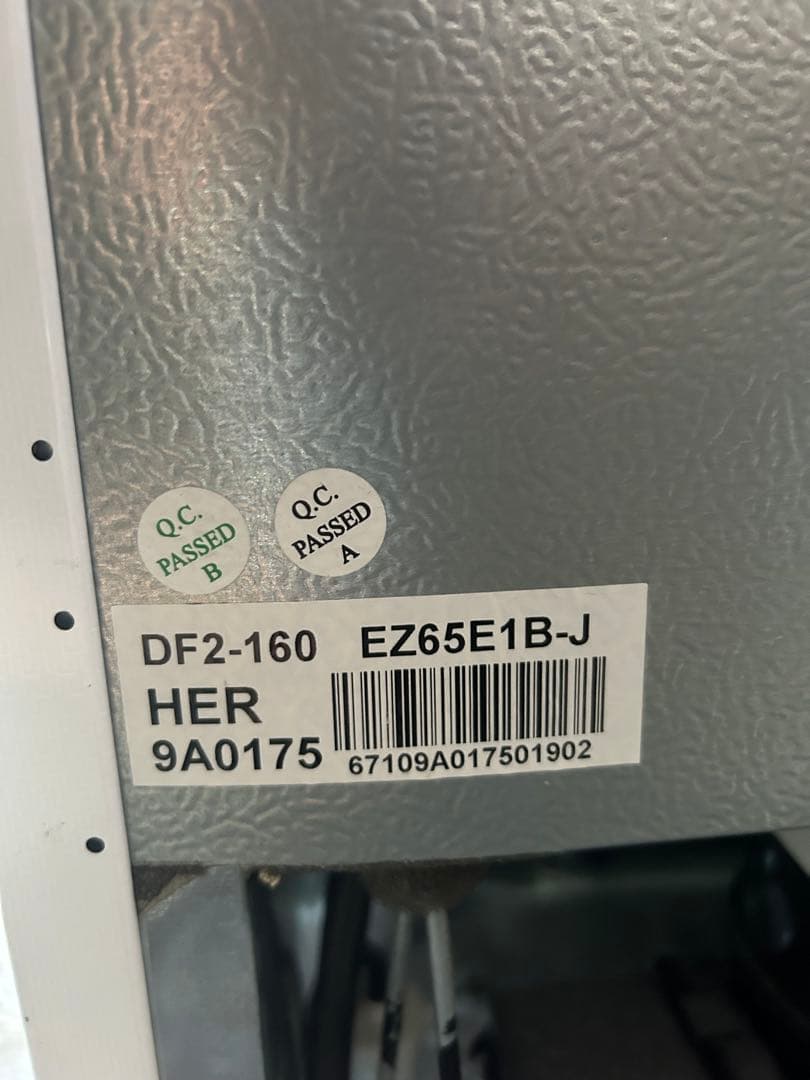 Q.C.
PASSED
B
Q.C.
PASSED
A
DF2-160 EZ65E1B-J
HER
9A0175
67109A017501902